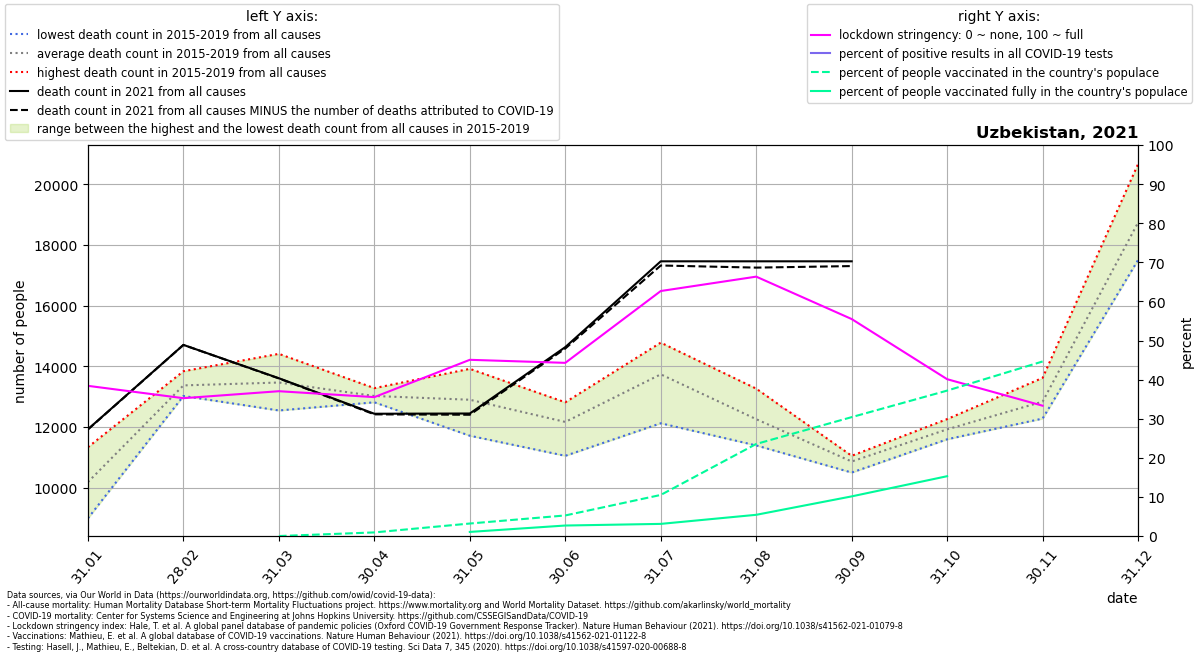 left Y axis:
lowest death count in 2015-2019 from all causes
average death count in 2015-2019 from all causes
highest death count in 2015-2019 from all causes
death count in 2021 from all causes
death count in 2021 from all causes MINUS the number of deaths attributed to COVID-19
range between the highest and the lowest death count from all causes in 2015-2019
right Y axis:
lockdown stringency: 0 ~ none, 100 ~ full
percent of positive results in all COVID-19 tests
percent of people vaccinated in the country's populace
percent of people vaccinated fully in the country's populace
Uzbekistan, 2021
number of people
20000
18000
16000
14000
12000
10000
100
90
80
70
60
50
40
30
20
10
0
percent
31.01
28.02
31.03
30.04
31.05
30.06
31.07
31.08
30.09
31.10
30.11
31.12
date
Data sources, via Our World in Data (https://ourworldindata.org, https://github.com/owid/covid-19-data):
- All-cause mortality: Human Mortality Database Short-term Mortality Fluctuations project. https://www.mortality.org and World Mortality Dataset. https://github.com/akarlinsky/world_mortality
- COVID-19 mortality: Center for Systems Science and Engineering at Johns Hopkins University. https://github.com/CSSEGISandData/COVID-19
- Lockdown stringency index: Hale, T. et al. A global panel database of pandemic policies (Oxford COVID-19 Government Response Tracker). Nature Human Behaviour (2021). https://doi.org/10.1038/s41562-021-01079-8
- Vaccinations: Mathieu, E. et al. A global database of COVID-19 vaccinations. Nature Human Behaviour (2021). https://doi.org/10.1038/s41562-021-01122-8
- Testing: Hasell, J., Mathieu, E., Beltekian, D. et al. A cross-country database of COVID-19 testing. Sci Data 7, 345 (2020). https://doi.org/10.1038/s41597-020-00688-8